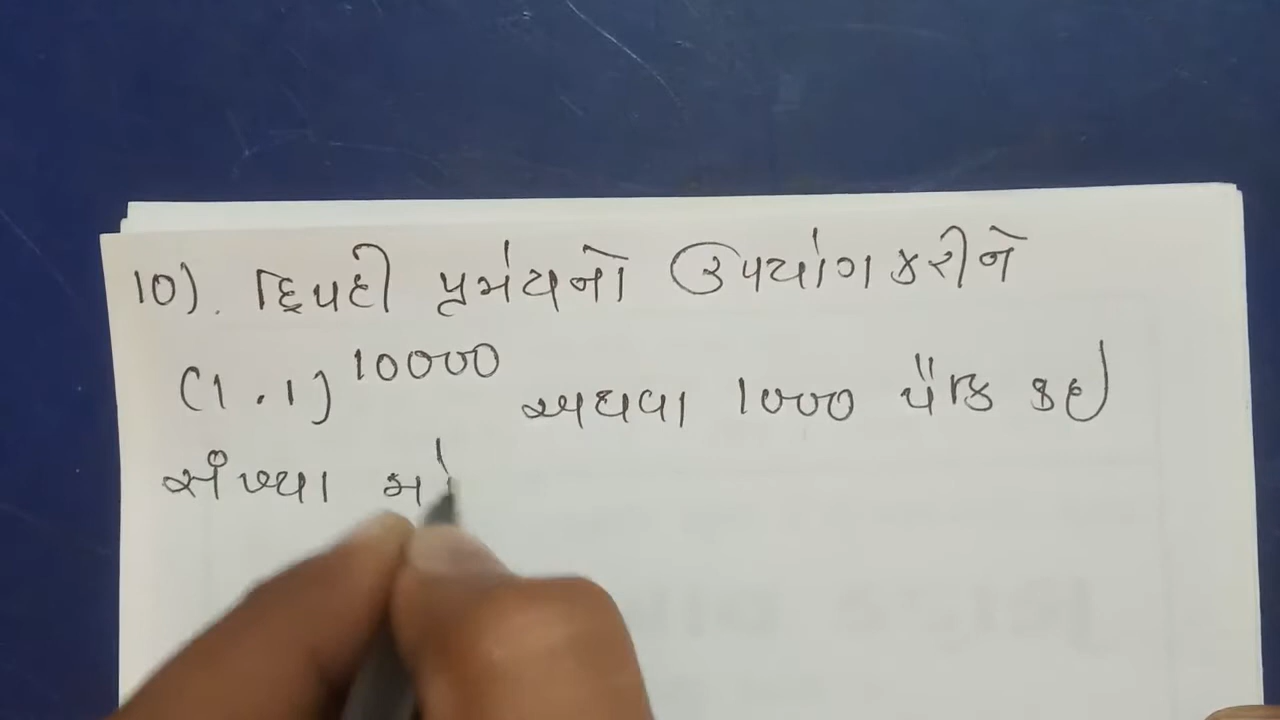 10). દ્વિપદી પ્રમેયનો ઉપયોગ કરીને
(1.1)^10000 અથવા 1000 પૈકિ કઈ
સંખ્યા